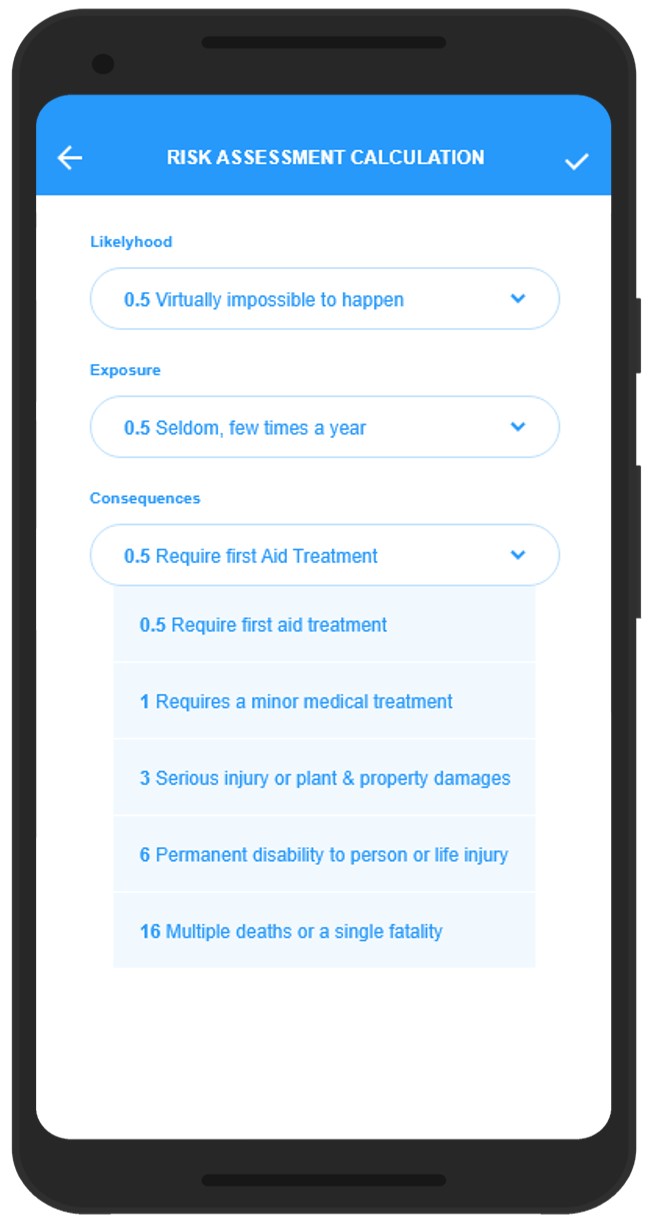 RISK ASSESSMENT CALCULATION
Likelyhood
0.5 Virtually impossible to happen
Exposure
0.5 Seldom, few times a year
Consequences
0.5 Require first Aid Treatment
0.5 Require first aid treatment
1 Requires a minor medical treatment
3 Serious injury or plant & property damages
6 Permanent disability to person or life injury
16 Multiple deaths or a single fatality